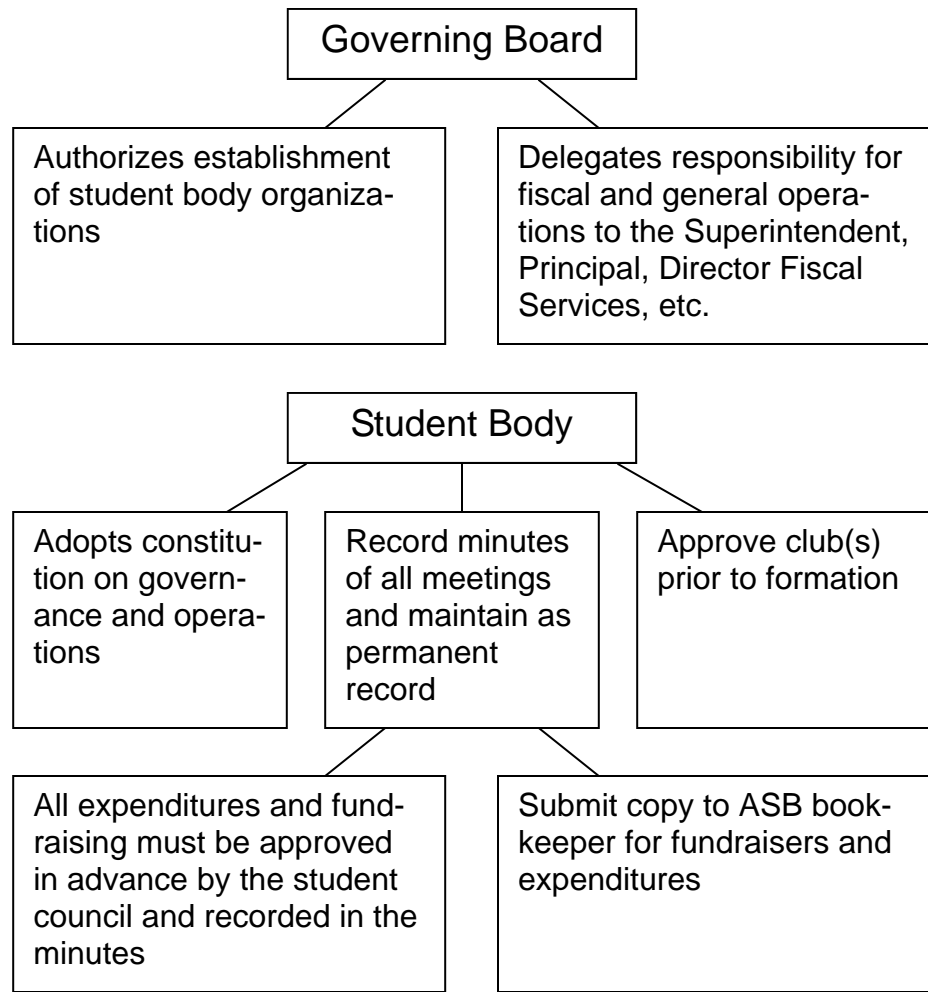 Governing Board
Authorizes establishment
of student body organiza-
tions
Delegates responsibility for
fiscal and general opera-
tions to the Superintendent,
Principal, Director Fiscal
Services, etc.
Student Body
Adopts constitu-
tion on govern-
ance and opera-
tions
Record minutes
of all meetings
and maintain as
permanent
record
Approve club(s)
prior to formation
All expenditures and fund-
raising must be approved
in advance by the student
council and recorded in the
minutes
Submit copy to ASB book-
keeper for fundraisers and
expenditures